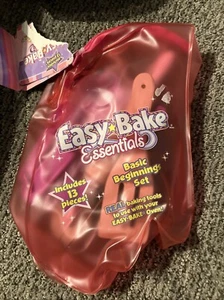 Easy-Bake
Essentials
Basic
Beginnings
Set
Includes
13
pieces!
REAL baking tools
to use with your
EASY-BAKE® Oven!